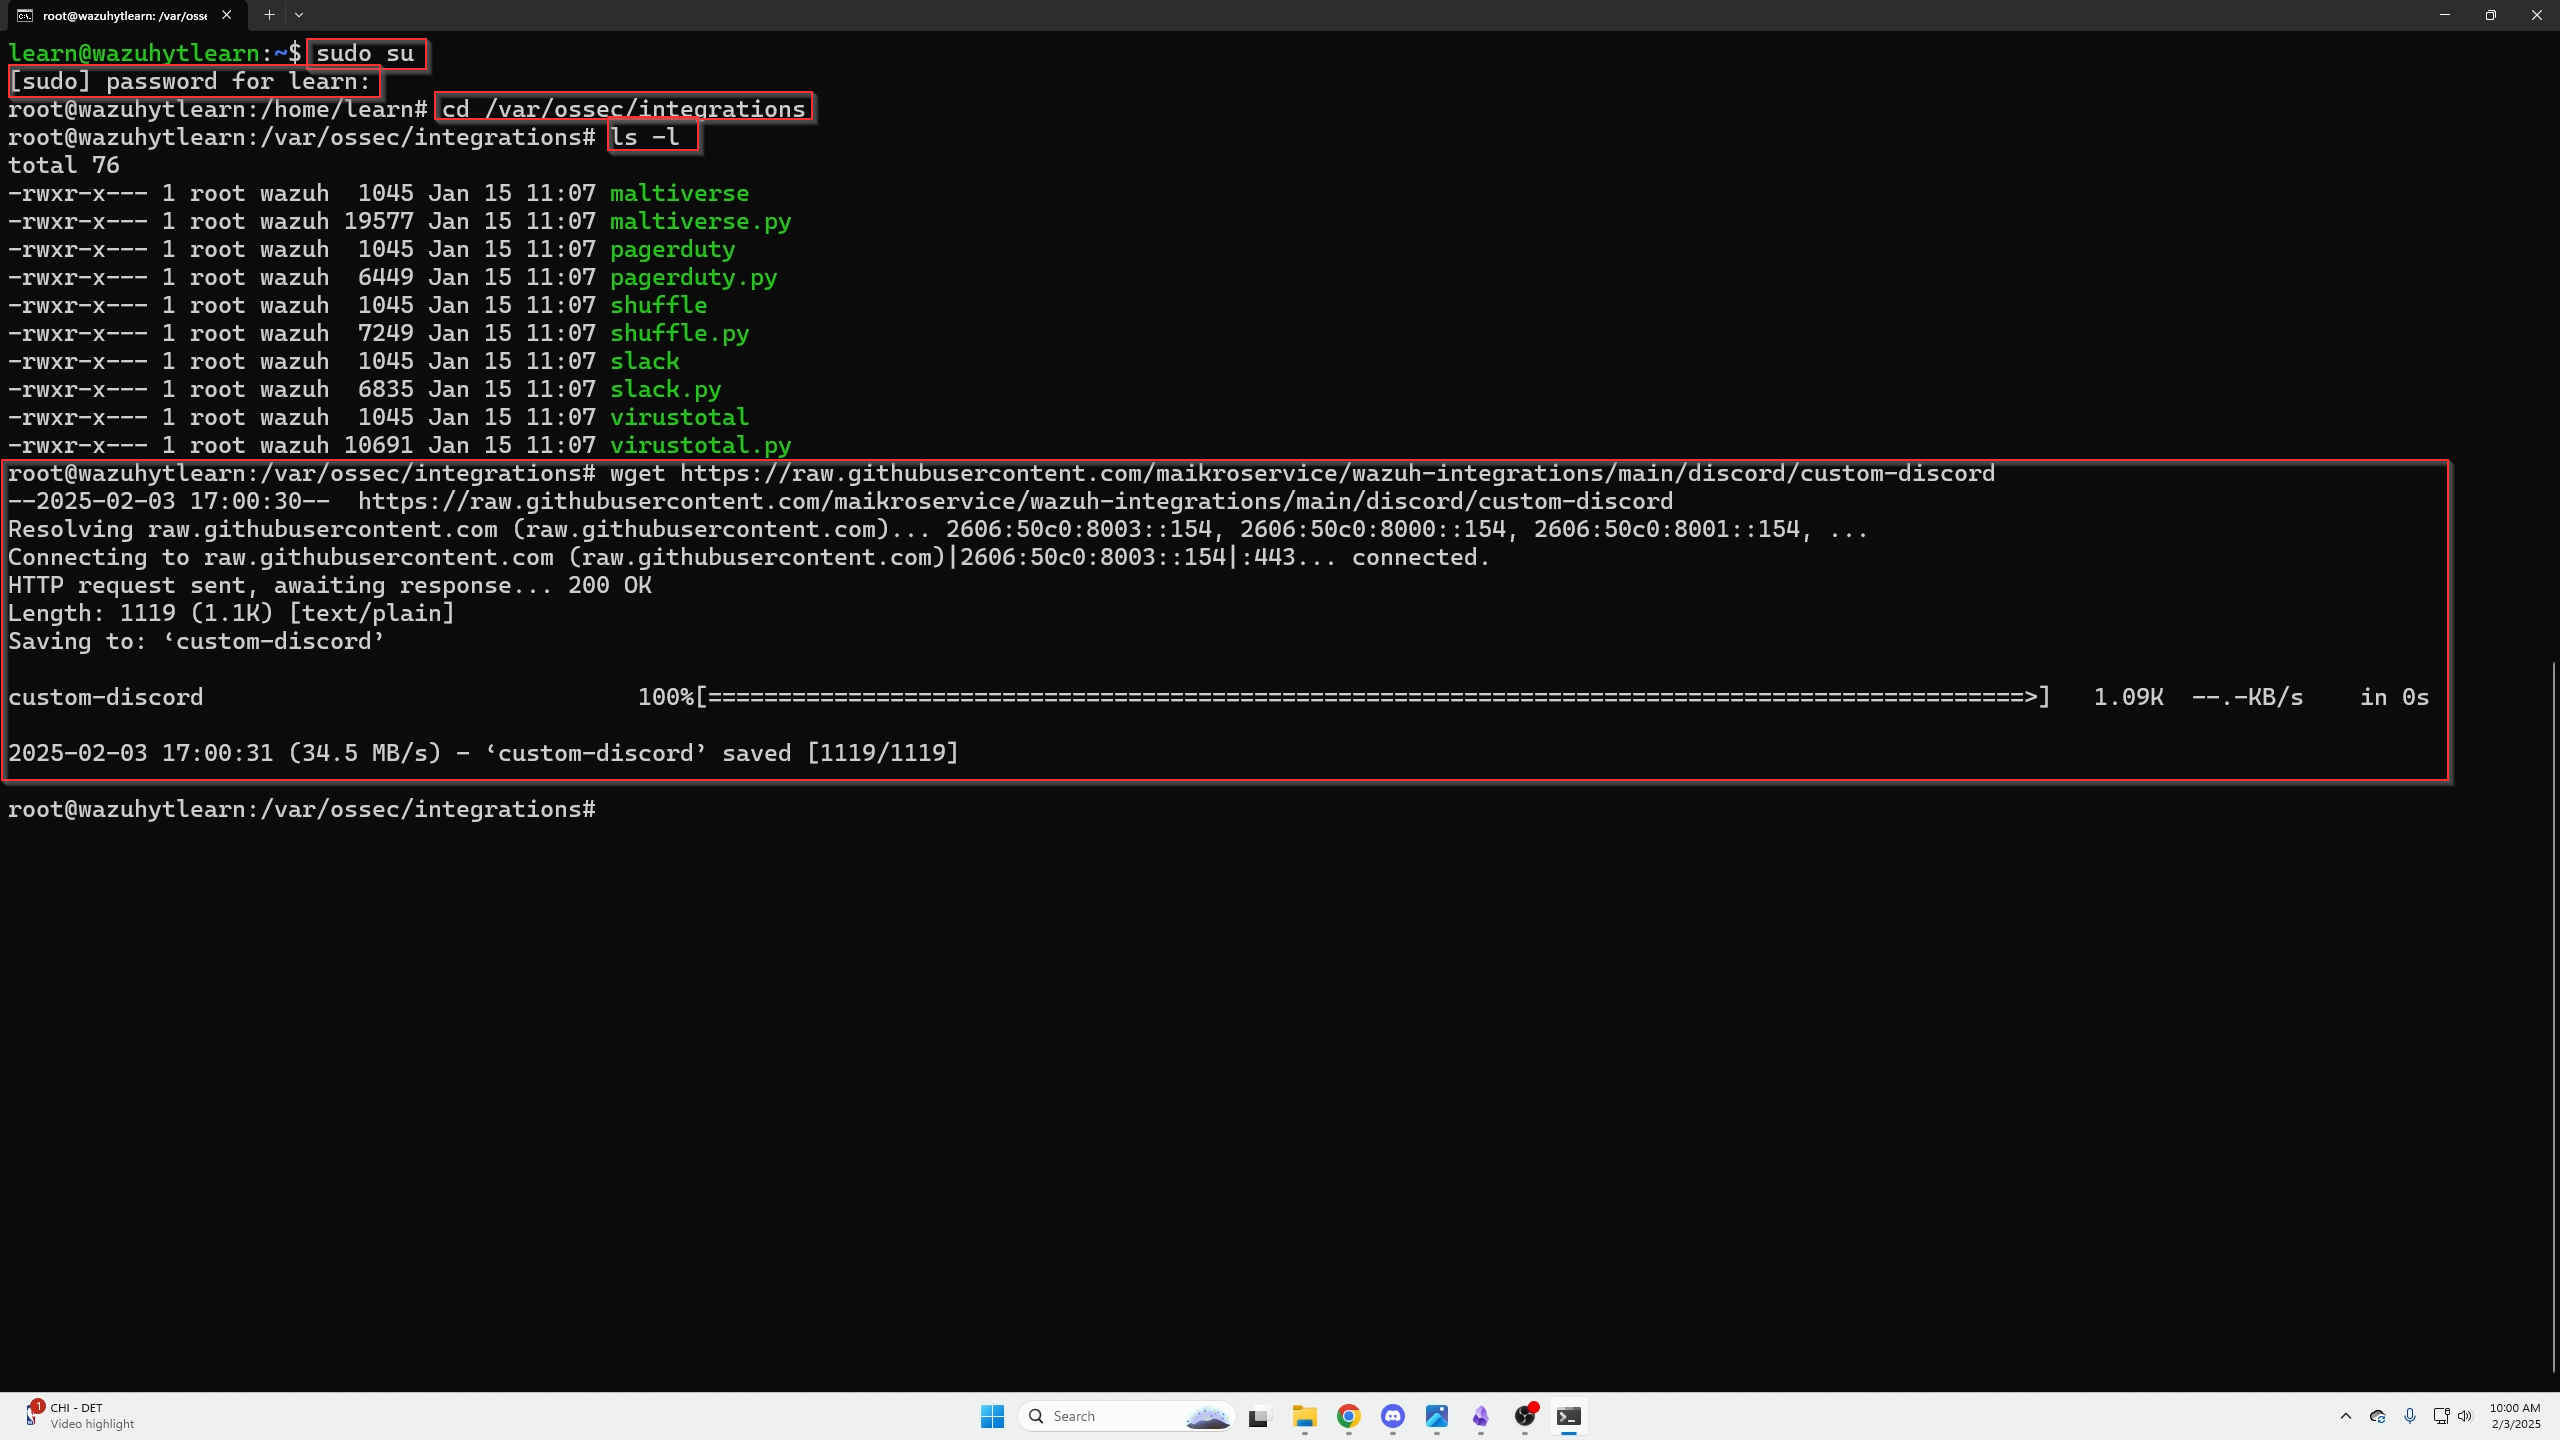 root@wazuhytlearn: /var/osse
learn@wazuhytlearn:~$ sudo su
[sudo] password for learn:
root@wazuhytlearn:/home/learn# cd /var/ossec/integrations
root@wazuhytlearn:/var/ossec/integrations# ls -l
total 76
-rwxr-x--- 1 root wazuh  1045 Jan 15 11:07 maltiverse
-rwxr-x--- 1 root wazuh 19577 Jan 15 11:07 maltiverse.py
-rwxr-x--- 1 root wazuh  1045 Jan 15 11:07 pagerduty
-rwxr-x--- 1 root wazuh  6449 Jan 15 11:07 pagerduty.py
-rwxr-x--- 1 root wazuh  1045 Jan 15 11:07 shuffle
-rwxr-x--- 1 root wazuh  7249 Jan 15 11:07 shuffle.py
-rwxr-x--- 1 root wazuh  1045 Jan 15 11:07 slack
-rwxr-x--- 1 root wazuh  6835 Jan 15 11:07 slack.py
-rwxr-x--- 1 root wazuh  1045 Jan 15 11:07 virustotal
-rwxr-x--- 1 root wazuh 10691 Jan 15 11:07 virustotal.py
root@wazuhytlearn:/var/ossec/integrations# wget https://raw.githubusercontent.com/maikroservice/wazuh-integrations/main/discord/custom-discord
--2025-02-03 17:00:30--  https://raw.githubusercontent.com/maikroservice/wazuh-integrations/main/discord/custom-discord
Resolving raw.githubusercontent.com (raw.githubusercontent.com)... 2606:50c0:8003::154, 2606:50c0:8000::154, 2606:50c0:8001::154, ...
Connecting to raw.githubusercontent.com (raw.githubusercontent.com)|2606:50c0:8003::154|:443... connected.
HTTP request sent, awaiting response... 200 OK
Length: 1119 (1.1K) [text/plain]
Saving to: ‘custom-discord’
custom-discord 100%[==============================================================================================>] 1.09K --.-KB/s in 0s
2025-02-03 17:00:31 (34.5 MB/s) - ‘custom-discord’ saved [1119/1119]
root@wazuhytlearn:/var/ossec/integrations#
1
CHI - DET
Video highlight
Search
10:00 AM
2/3/2025